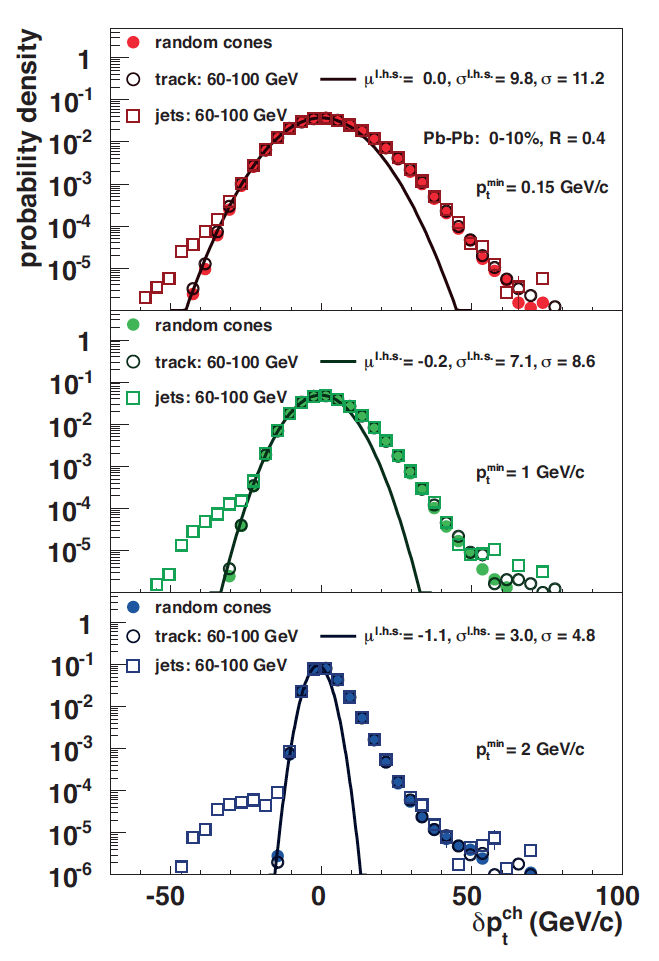 probability density
random cones
track: 60-100 GeV
μ^l.h.s. = 0.0, σ^l.h.s. = 9.8, σ = 11.2
jets: 60-100 GeV
Pb-Pb: 0-10%, R = 0.4
p_t^min = 0.15 GeV/c
1
10^-1
10^-2
10^-3
10^-4
10^-5
random cones
track: 60-100 GeV
μ^l.h.s. = -0.2, σ^l.h.s. = 7.1, σ = 8.6
jets: 60-100 GeV
p_t^min = 1 GeV/c
1
10^-1
10^-2
10^-3
10^-4
10^-5
random cones
track: 60-100 GeV
μ^l.h.s. = -1.1, σ^l.hs. = 3.0, σ = 4.8
jets: 60-100 GeV
p_t^min = 2 GeV/c
1
10^-1
10^-2
10^-3
10^-4
10^-5
10^-6
-50 0 50 100
δp_t^ch (GeV/c)